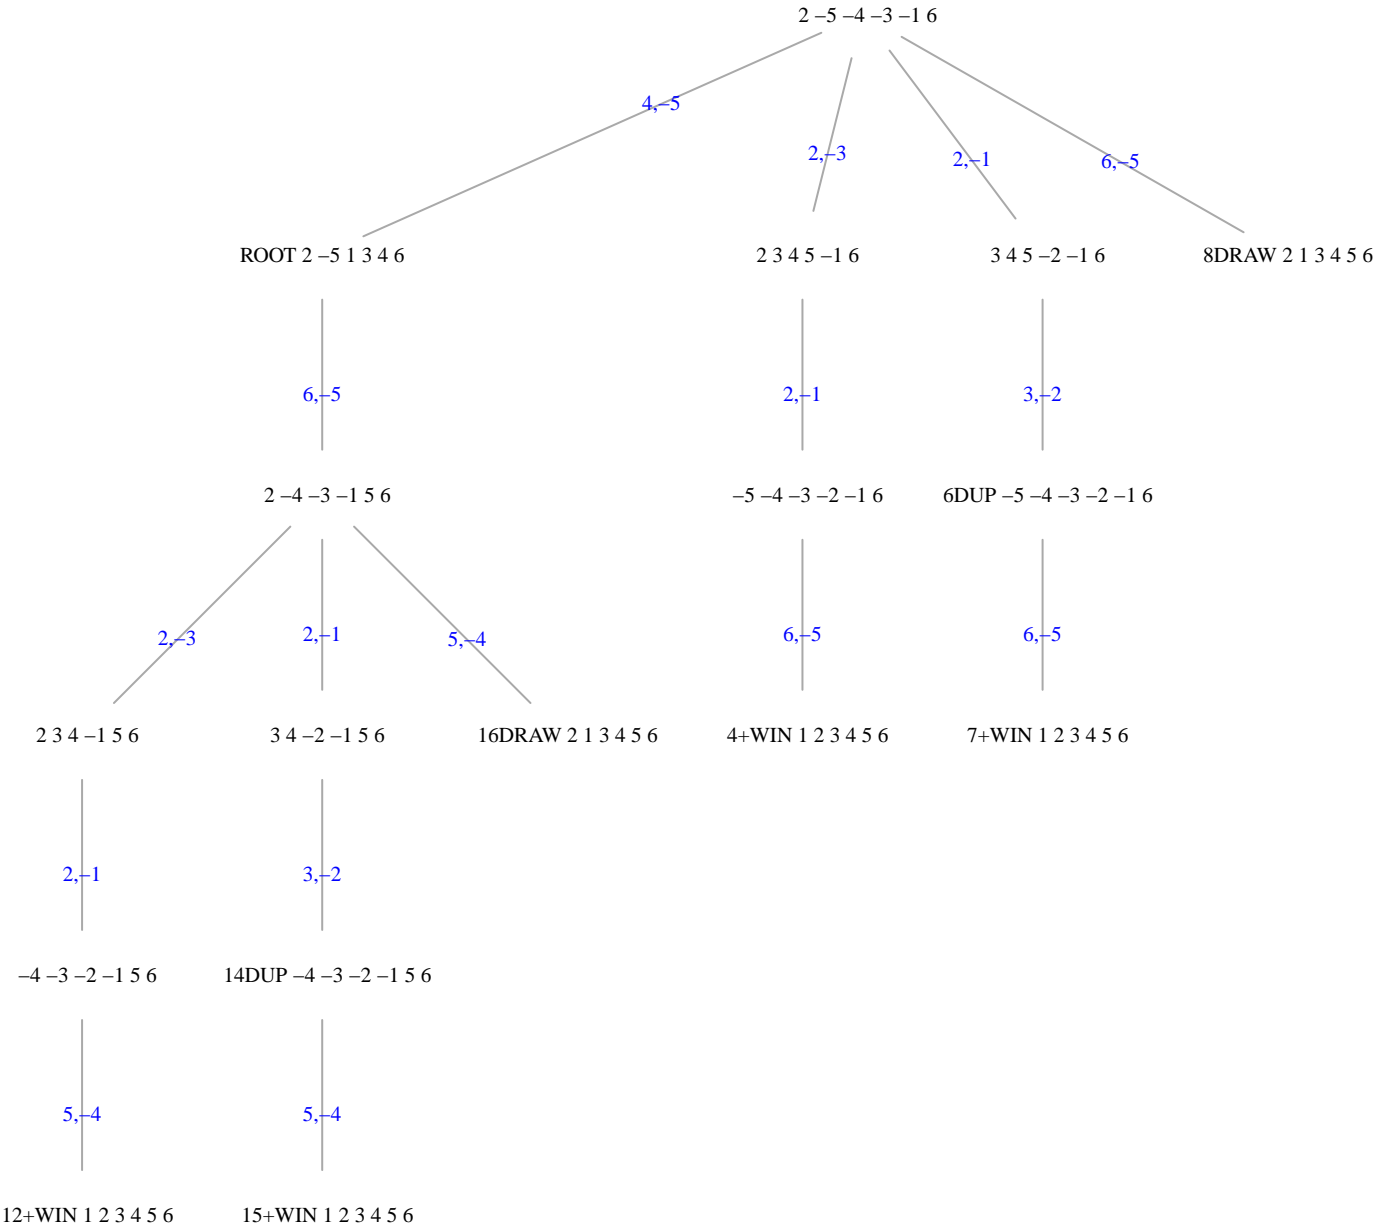 2 –5 –4 –3 –1 6
4,–5
2,–3
2,–1
6,–5
ROOT 2 –5 1 3 4 6
2 3 4 5 –1 6
3 4 5 –2 –1 6
8DRAW 2 1 3 4 5 6
6,–5
2,–1
3,–2
2 –4 –3 –1 5 6
–5 –4 –3 –2 –1 6
6DUP –5 –4 –3 –2 –1 6
2,–3
2,–1
5,–4
6,–5
6,–5
2 3 4 –1 5 6
3 4 –2 –1 5 6
16DRAW 2 1 3 4 5 6
4+WIN 1 2 3 4 5 6
7+WIN 1 2 3 4 5 6
2,–1
3,–2
–4 –3 –2 –1 5 6
14DUP –4 –3 –2 –1 5 6
5,–4
5,–4
12+WIN 1 2 3 4 5 6
15+WIN 1 2 3 4 5 6